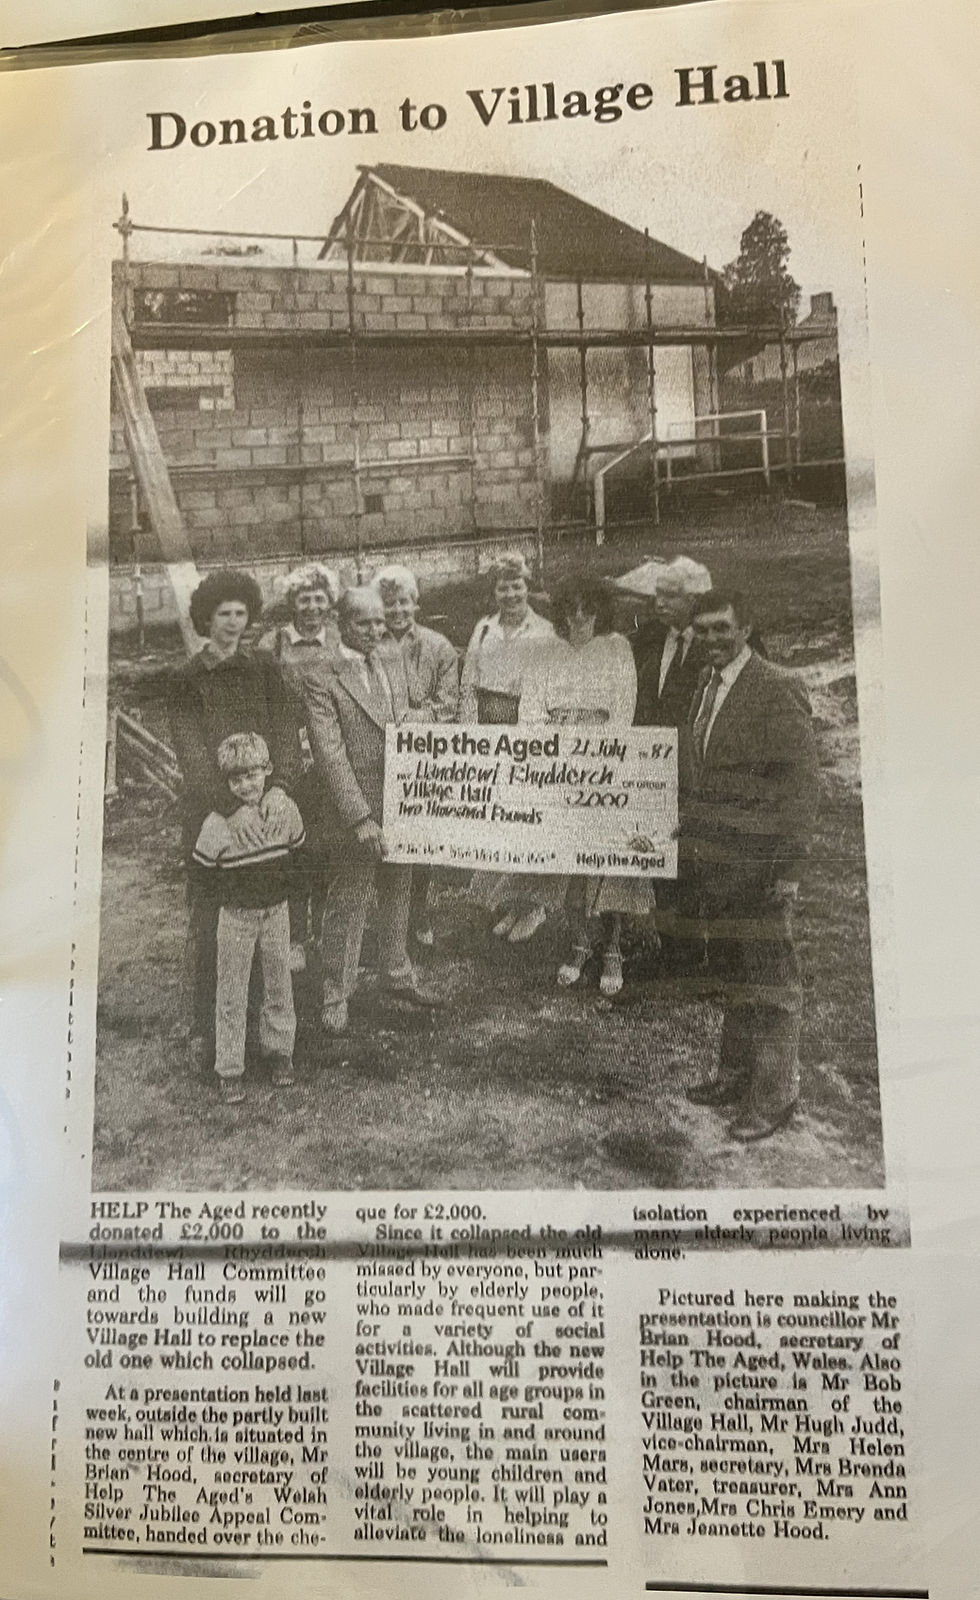 Donation to Village Hall
Help the Aged 21 July 87
Llanddewi Rhydderch OR ORDER
Village Hall 2000
Two Thousand Pounds
Help the Aged
HELP The Aged recently
donated £2,000 to the
Llanddewi Rhydderch
Village Hall Committee
and the funds will go
towards building a new
Village Hall to replace the
old one which collapsed.
At a presentation held last
week, outside the partly built
new hall which is situated in
the centre of the village, Mr
Brian Hood, secretary of
Help The Aged's Welsh
Silver Jubilee Appeal Com-
mittee, handed over the che-
que for £2,000.
Since it collapsed the old
Village Hall has been much
missed by everyone, but par-
ticularly by elderly people,
who made frequent use of it
for a variety of social
activities. Although the new
Village Hall will provide
facilities for all age groups in
the scattered rural com-
munity living in and around
the village, the main users
will be young children and
elderly people. It will play a
vital role in helping to
alleviate the loneliness and
isolation experienced by
many elderly people living
alone.
Pictured here making the
presentation is councillor Mr
Brian Hood, secretary of
Help The Aged, Wales. Also
in the picture is Mr Bob
Green, chairman of the
Village Hall, Mr Hugh Judd,
vice-chairman, Mrs Helen
Mars, secretary, Mrs Brenda
Vater, treasurer, Mrs Ann
Jones,Mrs Chris Emery and
Mrs Jeanette Hood.